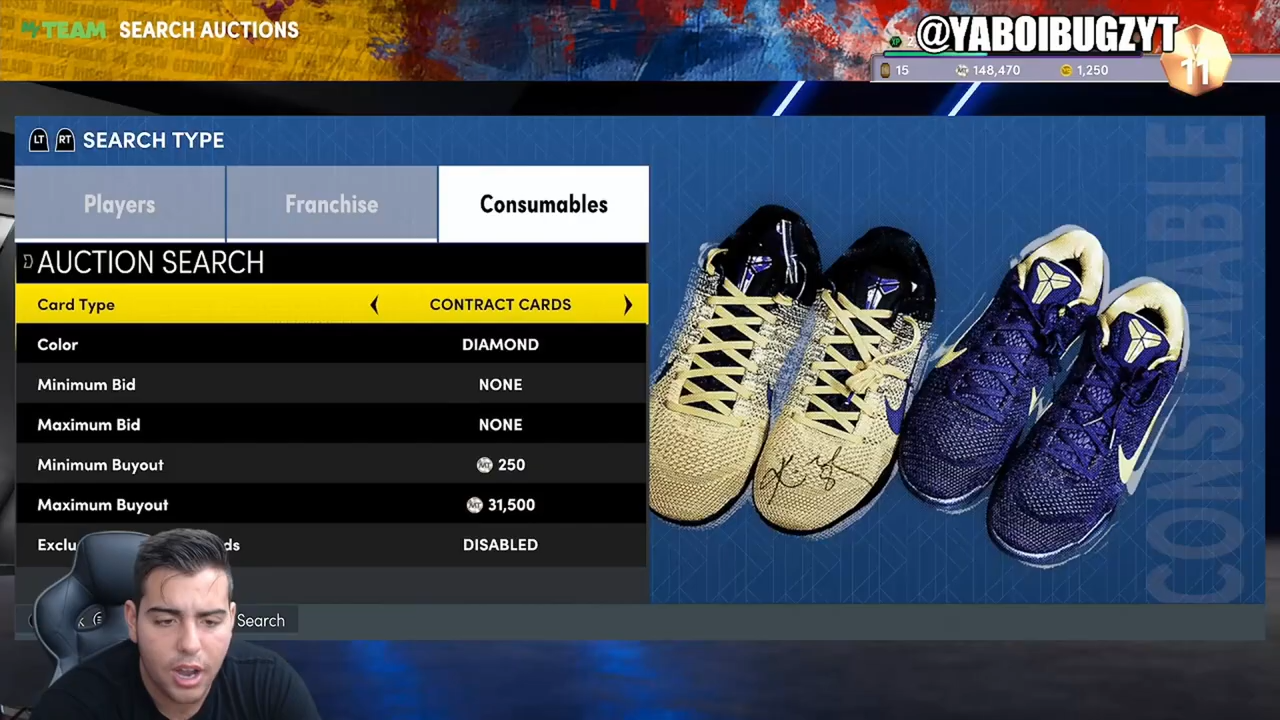 TEAM SEARCH AUCTIONS
@YABOIBUGZYT
15 148,470 1,250
11
LT RT SEARCH TYPE
Players Franchise Consumables
AUCTION SEARCH
Card Type CONTRACT CARDS
Color DIAMOND
Minimum Bid NONE
Maximum Bid NONE
Minimum Buyout MT 250
Maximum Buyout MT 31,500
DISABLED
Search
CONSUMABLE